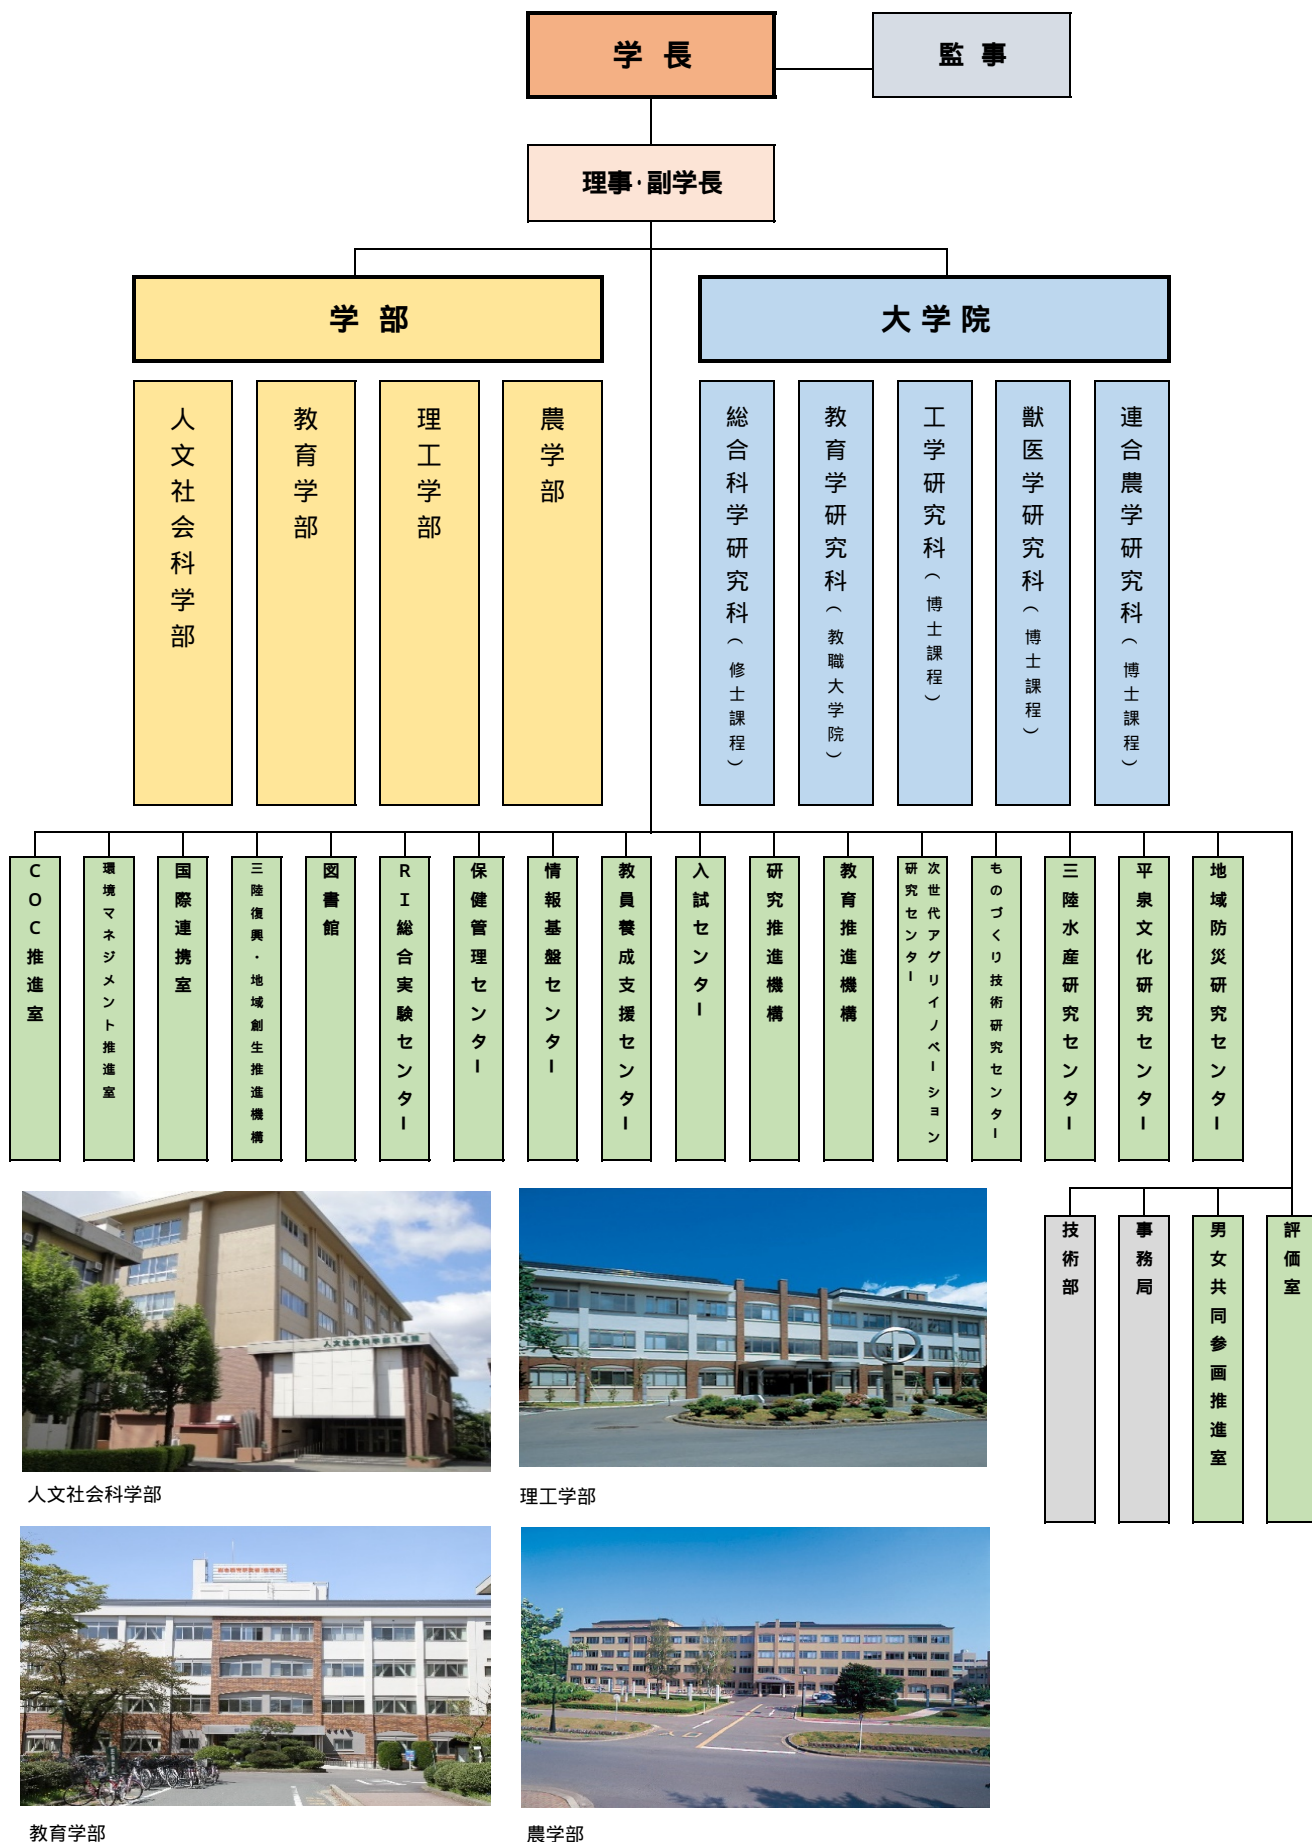 学 長
監 事
理事・副学長
学 部
大 学 院
人文社会科学部
教育学部
理工学部
農学部
総合科学研究科(修士課程)
教育学研究科(教職大学院)
工学研究科(博士課程)
獣医学研究科(博士課程)
連合農学研究科(博士課程)
COC推進室
環境マネジメント推進室
国際連携室
三陸復興・地域創生推進機構
図書館
RI総合実験センター
保健管理センター
情報基盤センター
教員養成支援センター
入試センター
研究推進機構
教育推進機構
次世代アグリイノベーション
研究センター
ものづくり技術研究センター
三陸水産研究センター
平泉文化研究センター
地域防災研究センター
技術部
事務局
男女共同参画推進室
評価室
人文社会科学部1号館
人文社会科学部
理工学部
教育学部
農学部